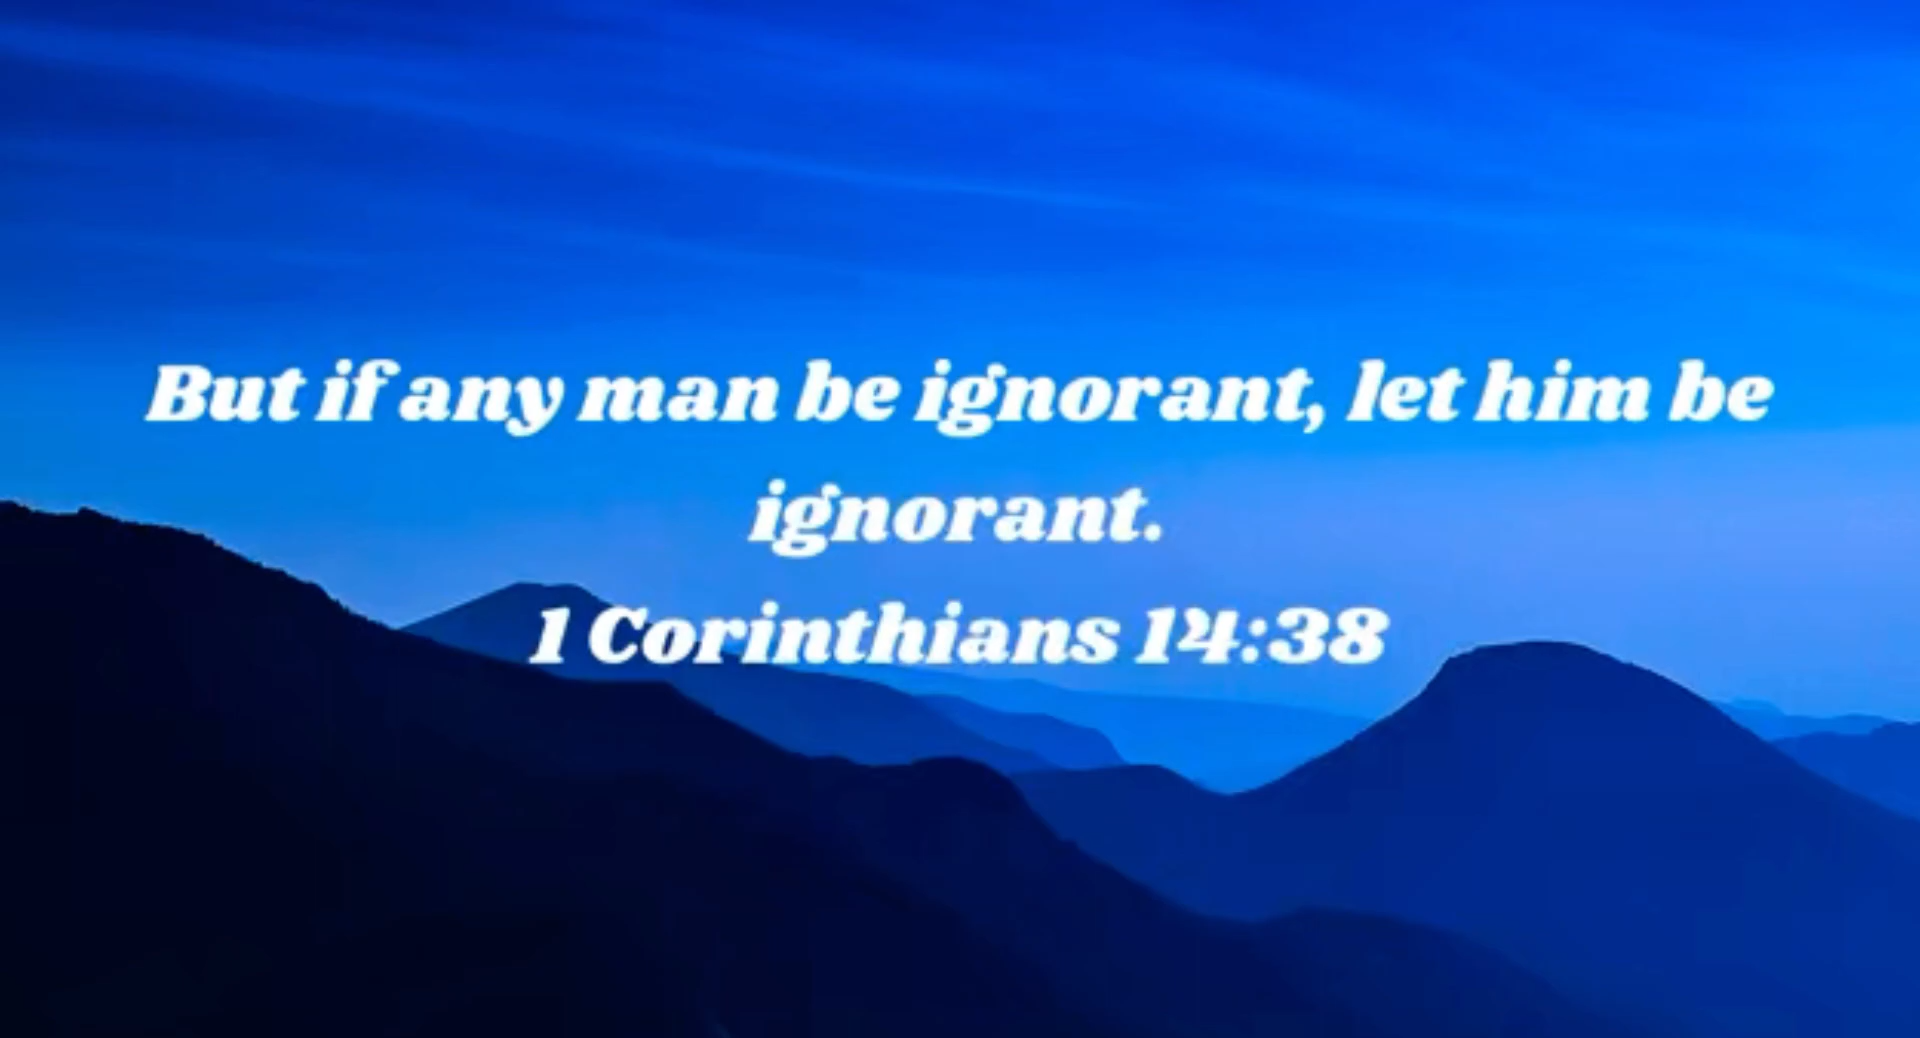 But if any man be ignorant, let him be
ignorant.
1 Corinthians 14:38